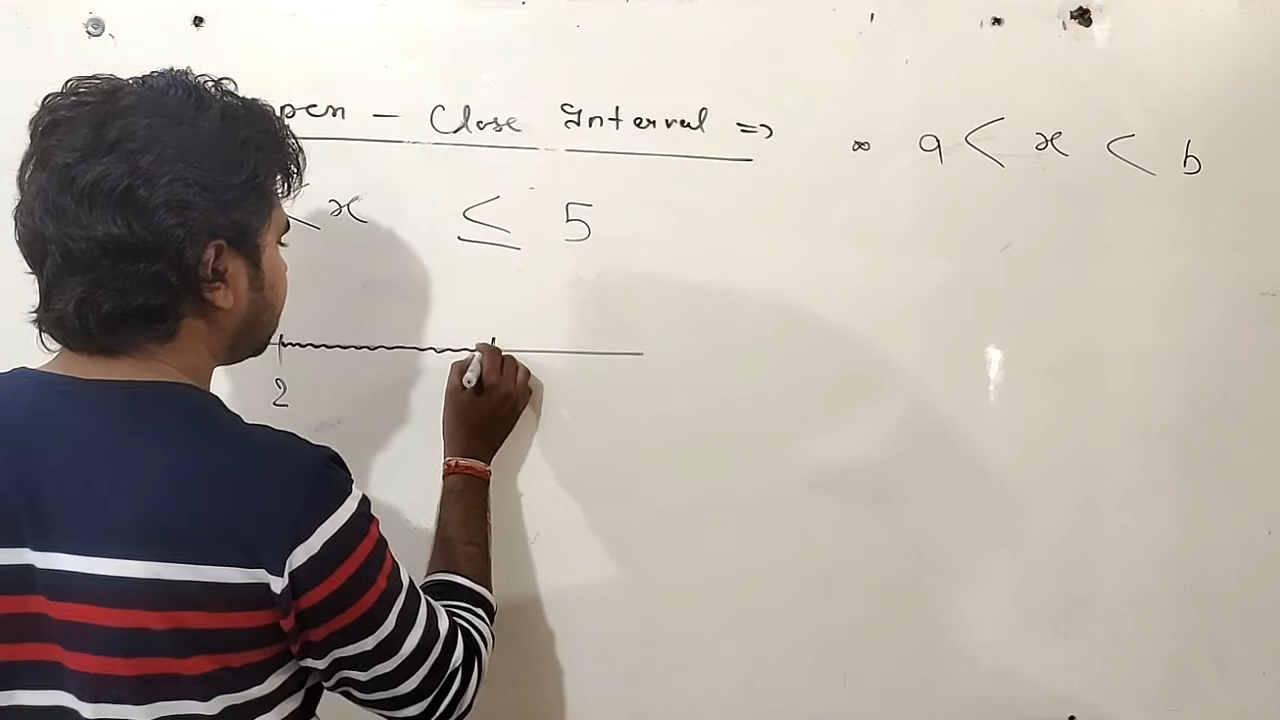 pen - Close Interval =>
∞ a < x < b
< x ≤ 5
2